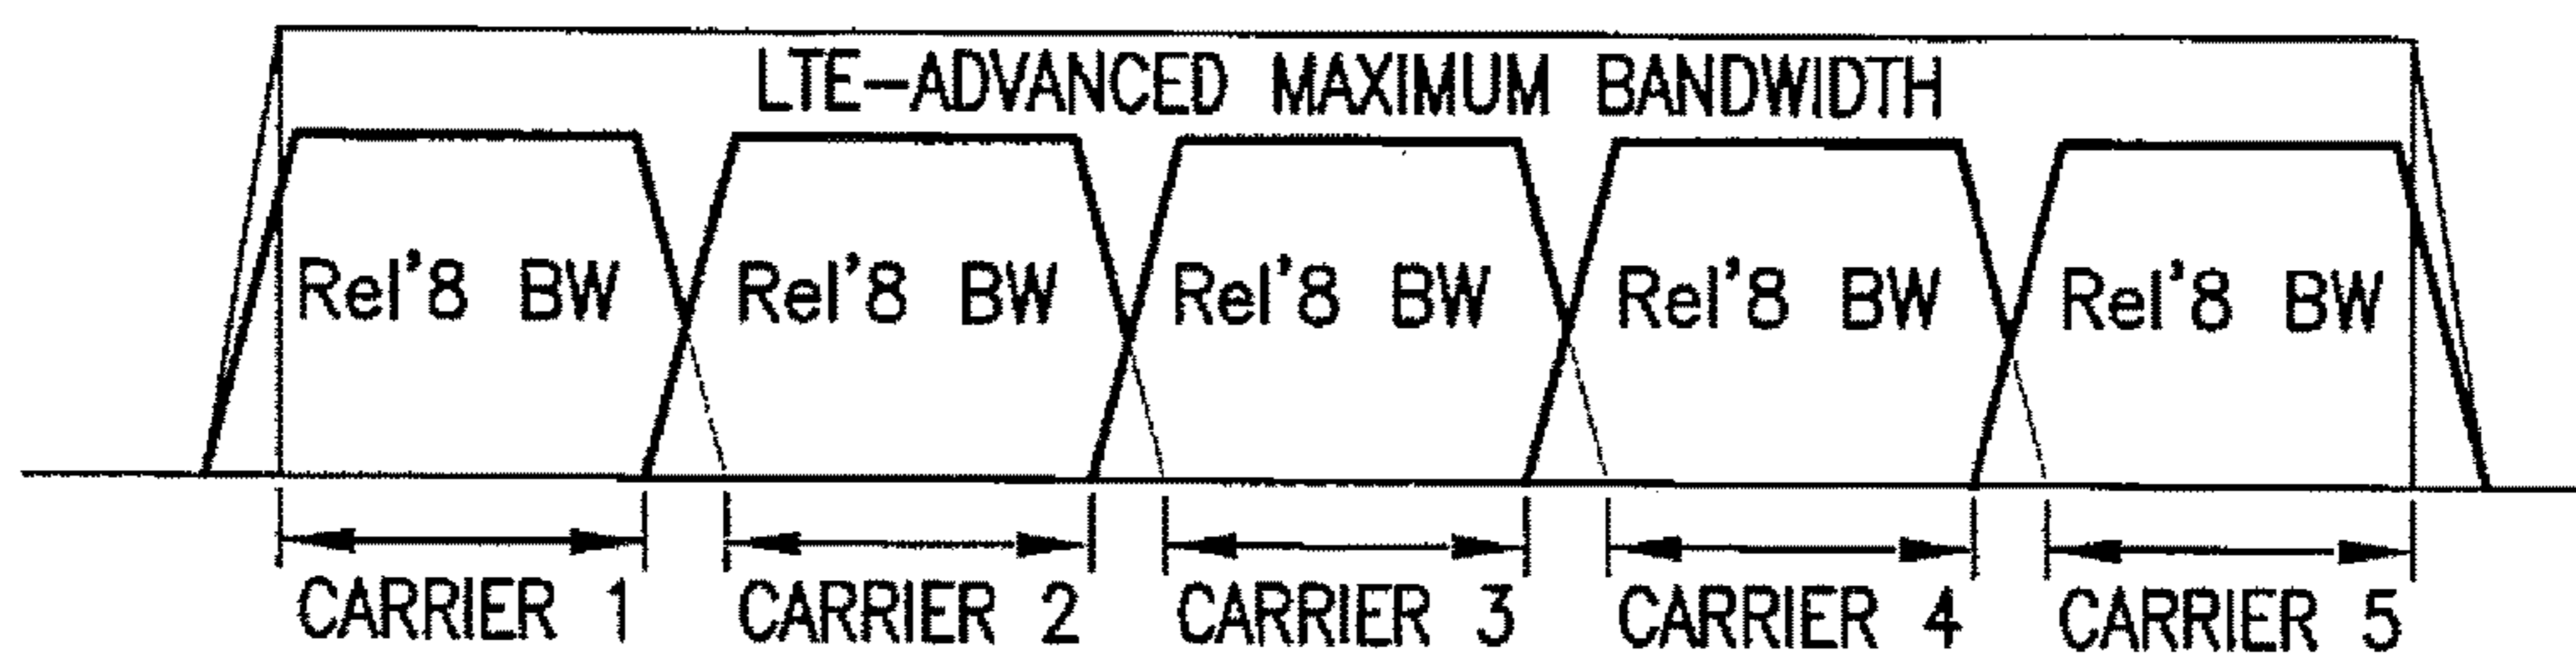 LTE-ADVANCED MAXIMUM BANDWIDTH
Rel'8 BW Rel'8 BW Rel'8 BW Rel'8 BW Rel'8 BW
CARRIER 1 CARRIER 2 CARRIER 3 CARRIER 4 CARRIER 5